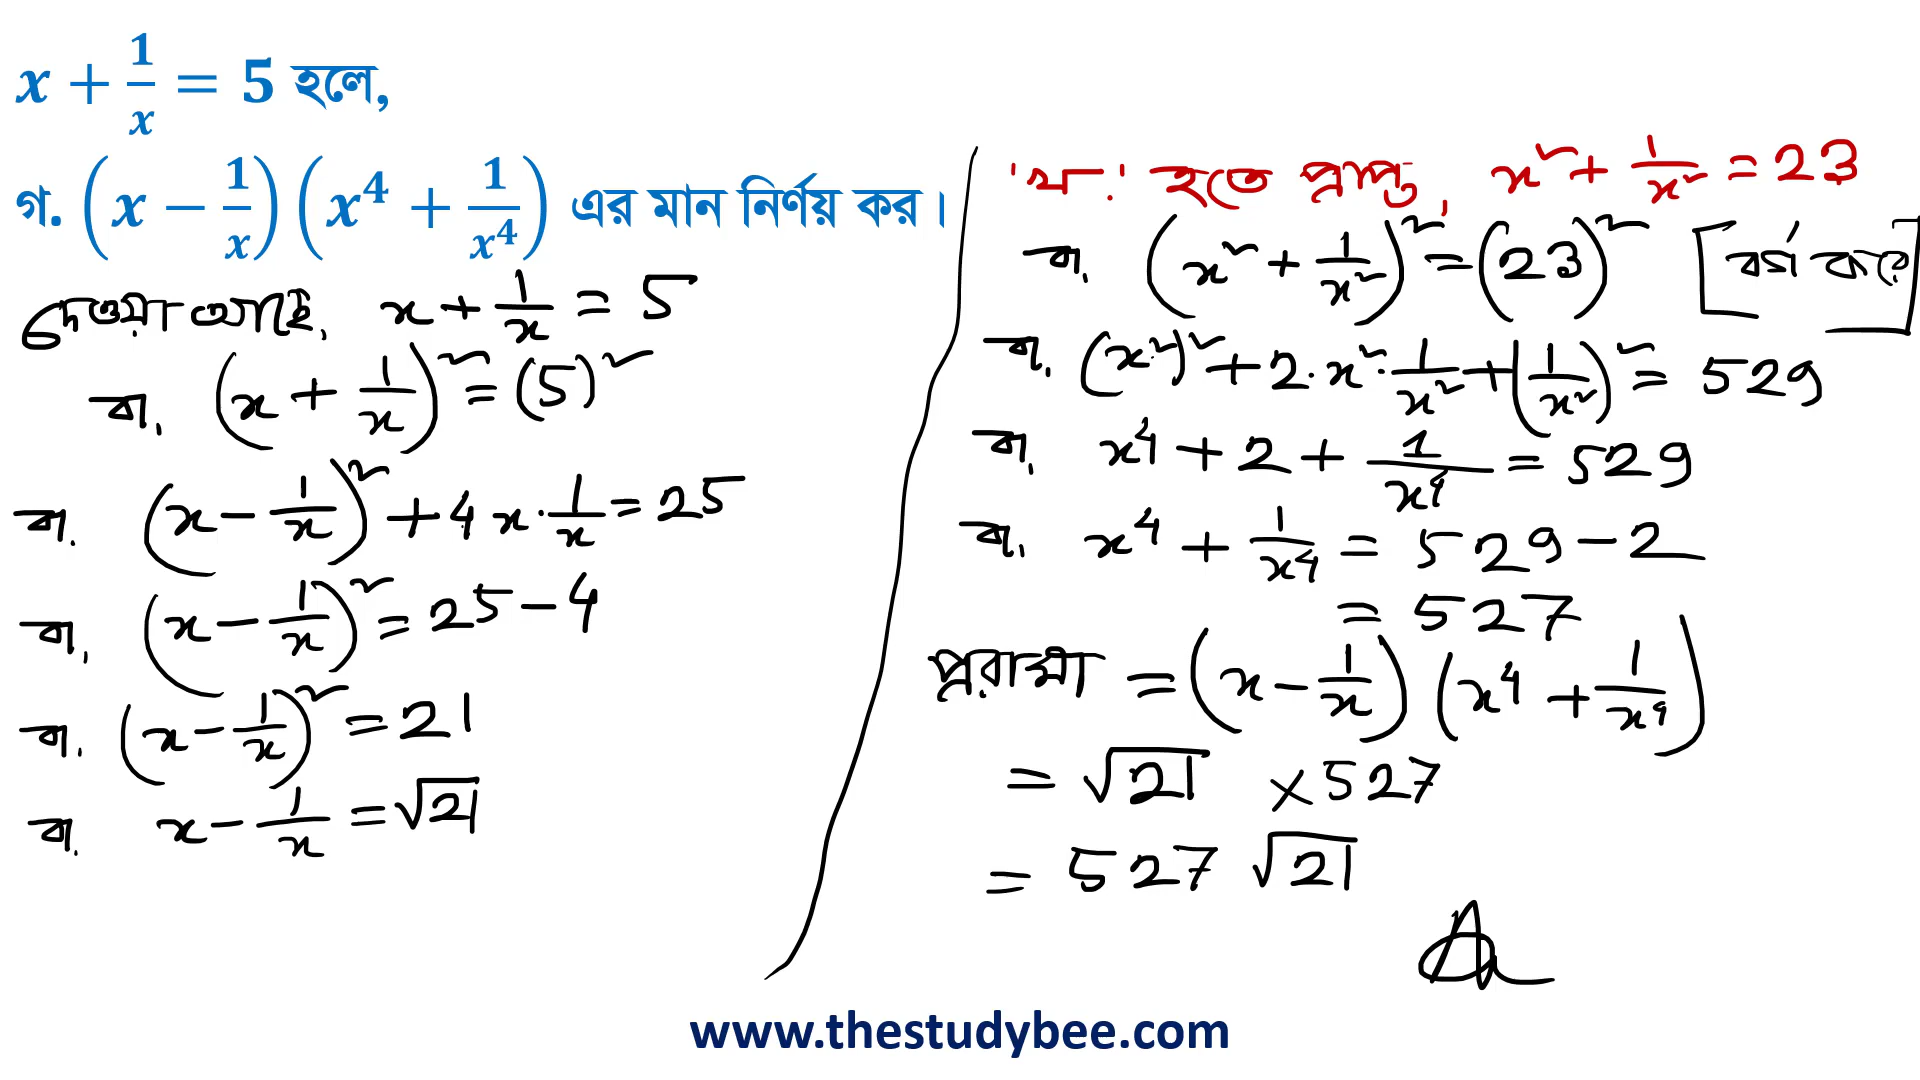 x + 1/x = 5 হলে,
গ. (x − 1/x)(x⁴ + 1/x⁴) এর মান নির্ণয় কর।
দেওয়া আছে, x + 1/x = 5
বা, (x + 1/x)² = (5)²
বা, (x − 1/x)² + 4·x·1/x = 25
বা, (x − 1/x)² = 25 − 4
বা, (x − 1/x)² = 21
বা, x − 1/x = √21
'খ' হতে প্রাপ্ত, x² + 1/x² = 23
বা, (x² + 1/x²)² = (23)² [বর্গ করে]
বা, (x²)² + 2·x²·1/x² + (1/x²)² = 529
বা, x⁴ + 2 + 1/x⁴ = 529
বা, x⁴ + 1/x⁴ = 529 − 2
= 527
প্রদত্ত রাশি = (x − 1/x)(x⁴ + 1/x⁴)
= √21 × 527
= 527 √21
www.thestudybee.com